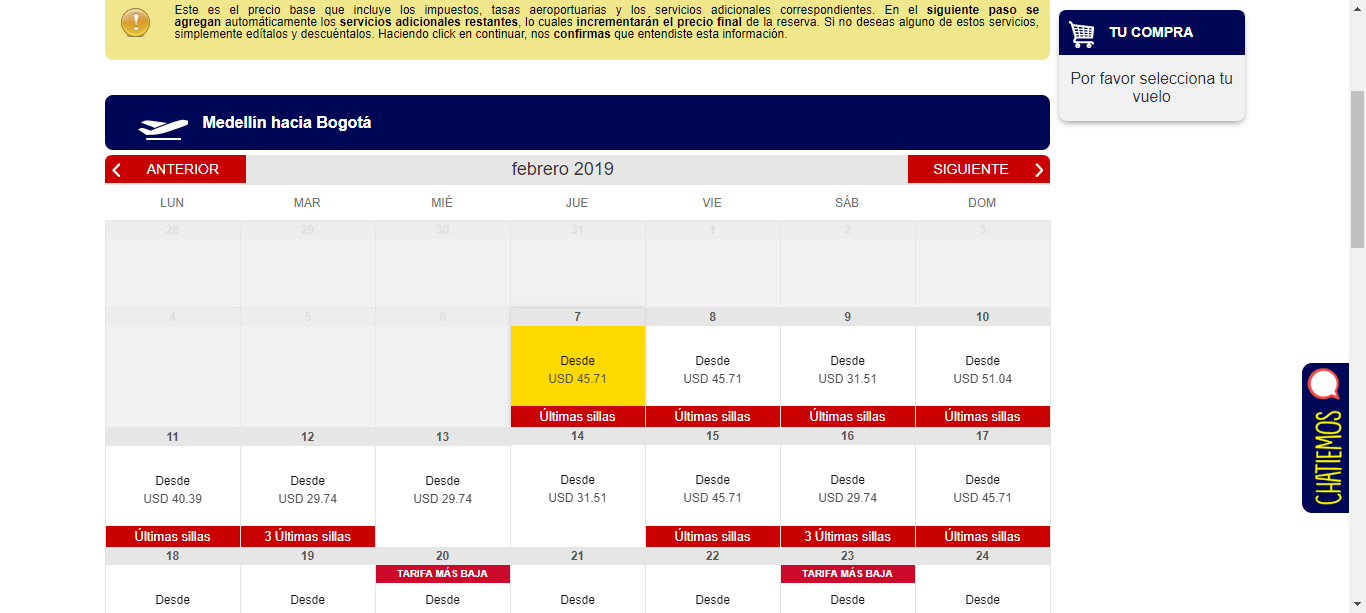 Este es el precio base que incluye los impuestos, tasas aeroportuarias y los servicios adicionales correspondientes. En el siguiente paso se
agregan automáticamente los servicios adicionales restantes, lo cuales incrementarán el precio final de la reserva. Si no deseas alguno de estos servicios,
simplemente edítalos y descuéntalos. Haciendo click en continuar, nos confirmas que entendiste esta información.
TU COMPRA
Por favor selecciona tu
vuelo
Medellín hacia Bogotá
ANTERIOR febrero 2019 SIGUIENTE
LUN MAR MIÉ JUE VIE SÁB DOM
28 29 30 31 1 2 3
4 5 6 7 8 9 10
Desde Desde Desde Desde
USD 45.71 USD 45.71 USD 31.51 USD 51.04
Últimas sillas Últimas sillas Últimas sillas Últimas sillas
11 12 13 14 15 16 17
Desde Desde Desde Desde Desde Desde Desde
USD 40.39 USD 29.74 USD 29.74 USD 31.51 USD 45.71 USD 29.74 USD 45.71
Últimas sillas 3 Últimas sillas Últimas sillas 3 Últimas sillas Últimas sillas
18 19 20 21 22 23 24
TARIFA MÁS BAJA TARIFA MÁS BAJA
Desde Desde Desde Desde Desde Desde Desde
CHATIEMOS